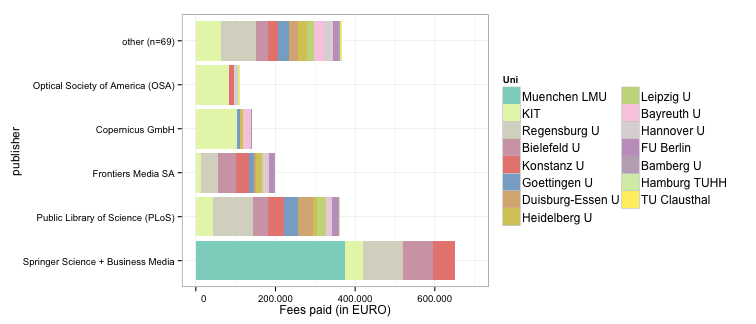 publisher
other (n=69)
Optical Society of America (OSA)
Copernicus GmbH
Frontiers Media SA
Public Library of Science (PLoS)
Springer Science + Business Media
0 200.000 400.000 600.000
Fees paid (in EURO)
Uni
Muenchen LMU
KIT
Regensburg U
Bielefeld U
Konstanz U
Goettingen U
Duisburg-Essen U
Heidelberg U
Leipzig U
Bayreuth U
Hannover U
FU Berlin
Bamberg U
Hamburg TUHH
TU Clausthal